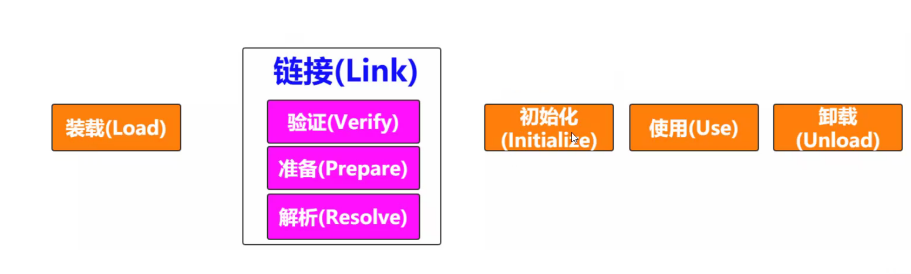 装载(Load)
链接(Link)
验证(Verify)
准备(Prepare)
解析(Resolve)
初始化
(Initialize)
使用(Use)
卸载
(Unload)